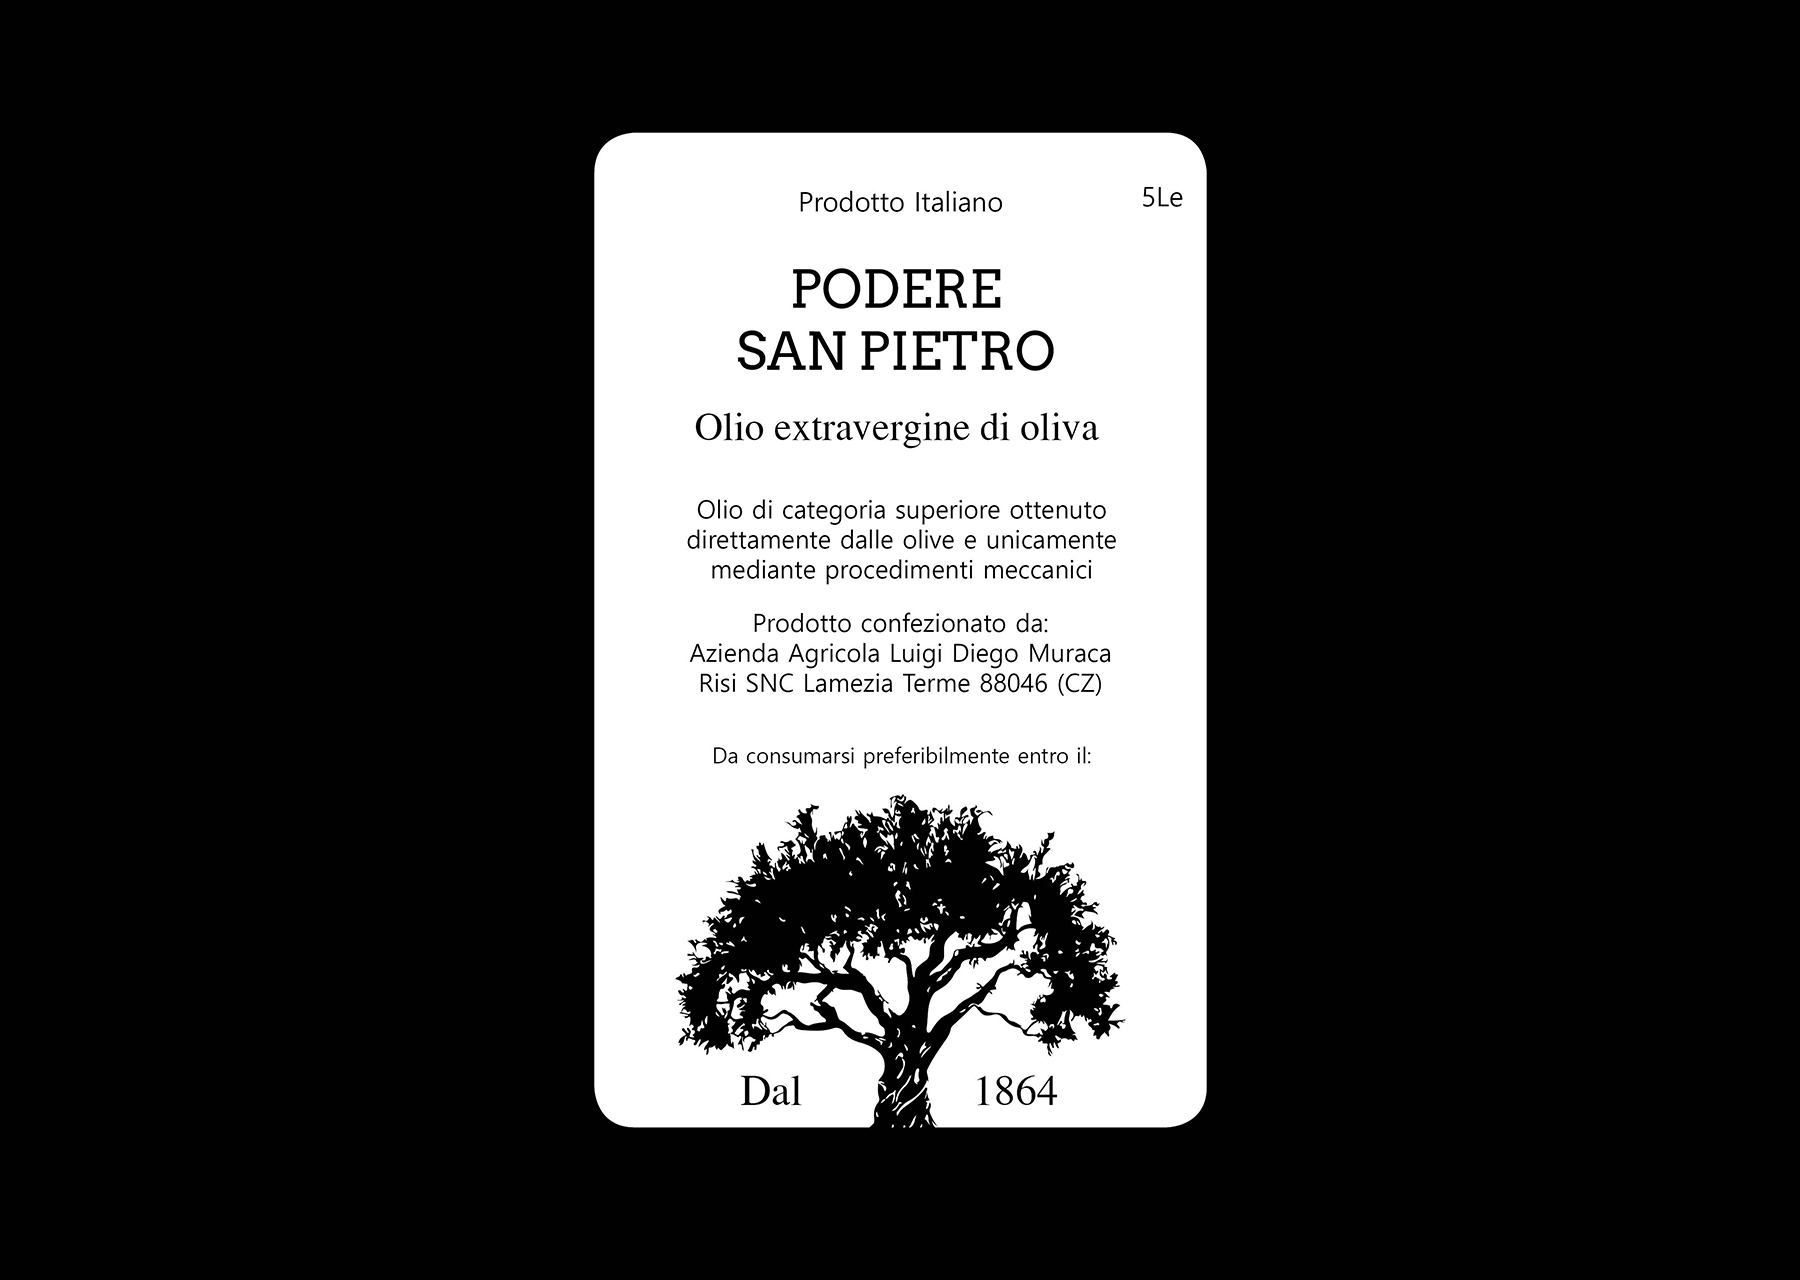 Prodotto Italiano
5Le
PODERE
SAN PIETRO
Olio extravergine di oliva
Olio di categoria superiore ottenuto
direttamente dalle olive e unicamente
mediante procedimenti meccanici
Prodotto confezionato da:
Azienda Agricola Luigi Diego Muraca
Risi SNC Lamezia Terme 88046 (CZ)
Da consumarsi preferibilmente entro il:
Dal 1864